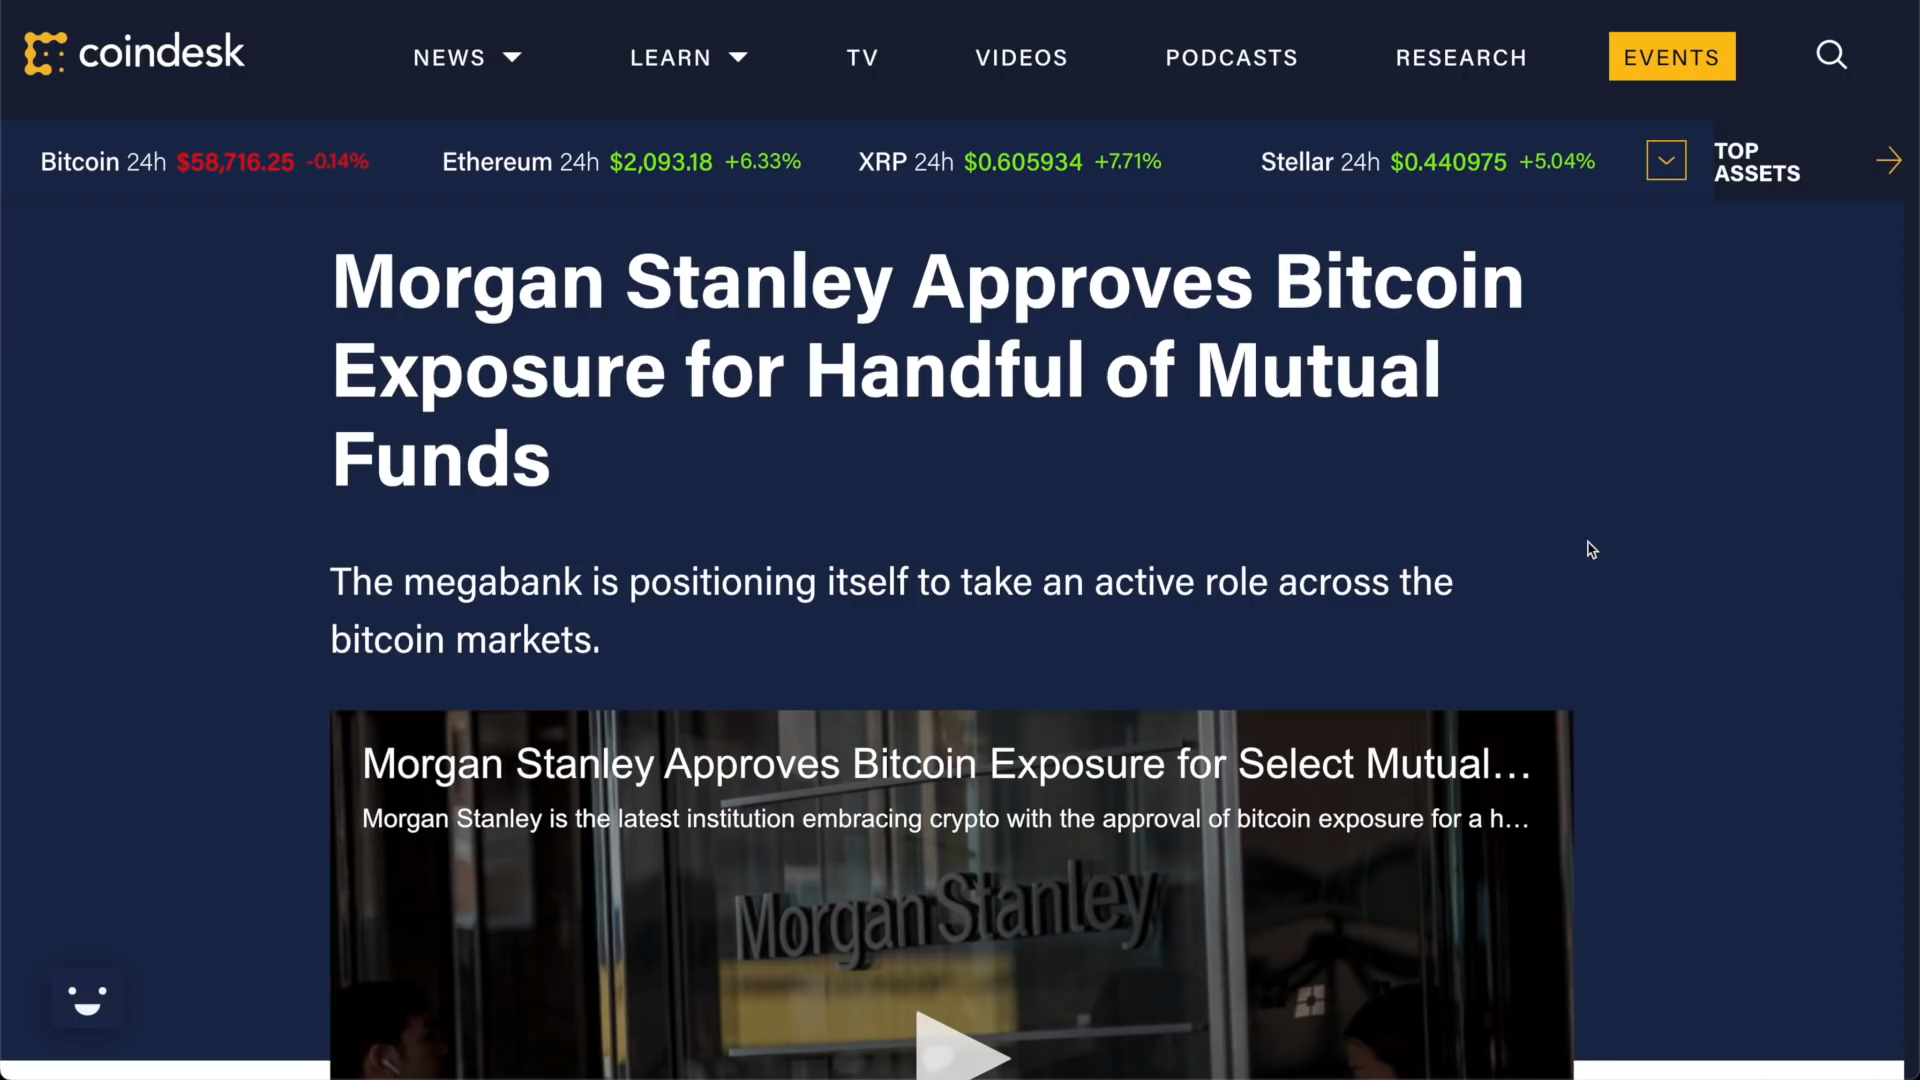 coindesk
NEWS LEARN TV VIDEOS PODCASTS RESEARCH EVENTS
Bitcoin 24h $58,716.25 -0.14% Ethereum 24h $2,093.18 +6.33% XRP 24h $0.605934 +7.71% Stellar 24h $0.440975 +5.04% TOP
ASSETS
Morgan Stanley Approves Bitcoin
Exposure for Handful of Mutual
Funds
The megabank is positioning itself to take an active role across the
bitcoin markets.
Morgan Stanley Approves Bitcoin Exposure for Select Mutual...
Morgan Stanley is the latest institution embracing crypto with the approval of bitcoin exposure for a h...
Morgan Stanley